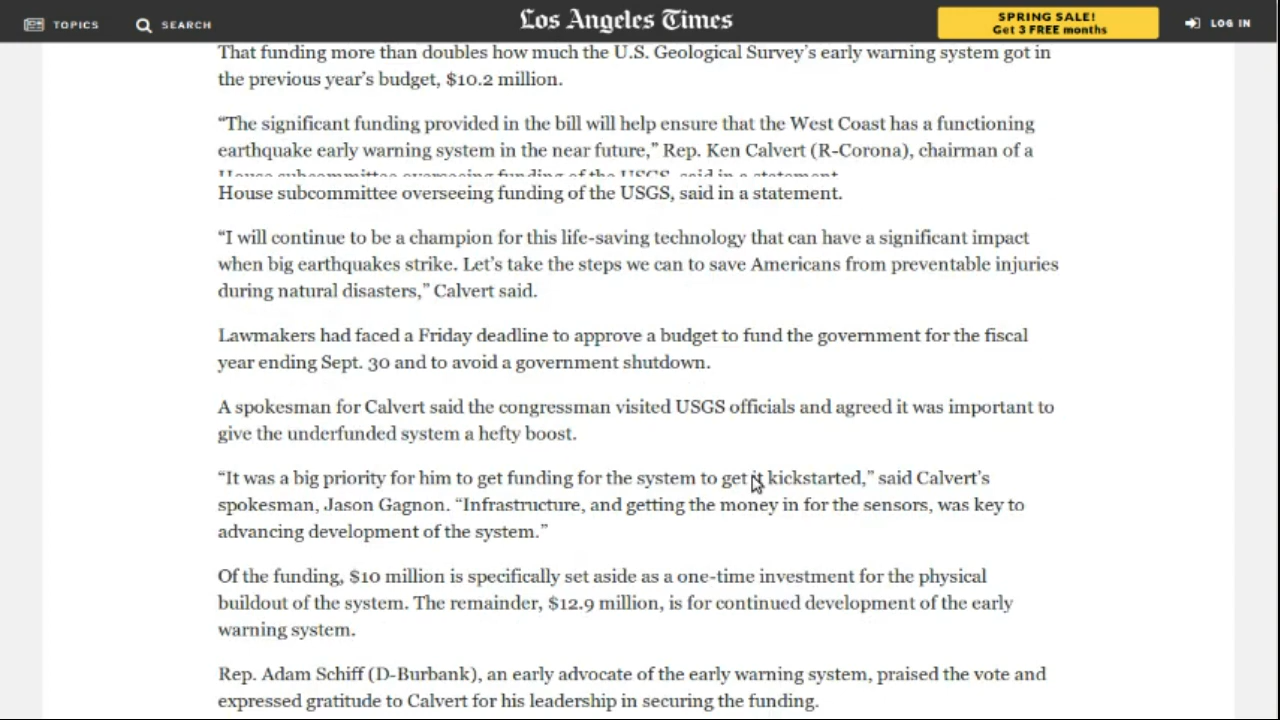 TOPICS
SEARCH
Los Angeles Times
SPRING SALE!
Get 3 FREE months
LOG IN
That funding more than doubles how much the U.S. Geological Survey’s early warning system got in
the previous year’s budget, $10.2 million.
“The significant funding provided in the bill will help ensure that the West Coast has a functioning
earthquake early warning system in the near future,” Rep. Ken Calvert (R-Corona), chairman of a
House subcommittee overseeing funding of the USGS, said in a statement.
House subcommittee overseeing funding of the USGS, said in a statement.
“I will continue to be a champion for this life-saving technology that can have a significant impact
when big earthquakes strike. Let’s take the steps we can to save Americans from preventable injuries
during natural disasters,” Calvert said.
Lawmakers had faced a Friday deadline to approve a budget to fund the government for the fiscal
year ending Sept. 30 and to avoid a government shutdown.
A spokesman for Calvert said the congressman visited USGS officials and agreed it was important to
give the underfunded system a hefty boost.
“It was a big priority for him to get funding for the system to get it kickstarted,” said Calvert’s
spokesman, Jason Gagnon. “Infrastructure, and getting the money in for the sensors, was key to
advancing development of the system.”
Of the funding, $10 million is specifically set aside as a one-time investment for the physical
buildout of the system. The remainder, $12.9 million, is for continued development of the early
warning system.
Rep. Adam Schiff (D-Burbank), an early advocate of the early warning system, praised the vote and
expressed gratitude to Calvert for his leadership in securing the funding.